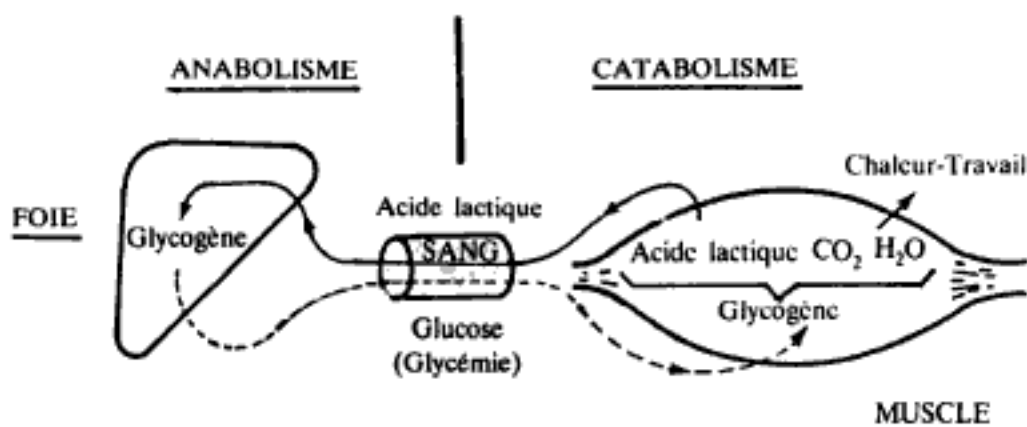 ANABOLISME
CATABOLISME
Chaleur-Travail
FOIE
Glycogène
Acide lactique
SANG
Acide lactique CO₂ H₂O
Glycogène
Glucose
(Glycémie)
MUSCLE